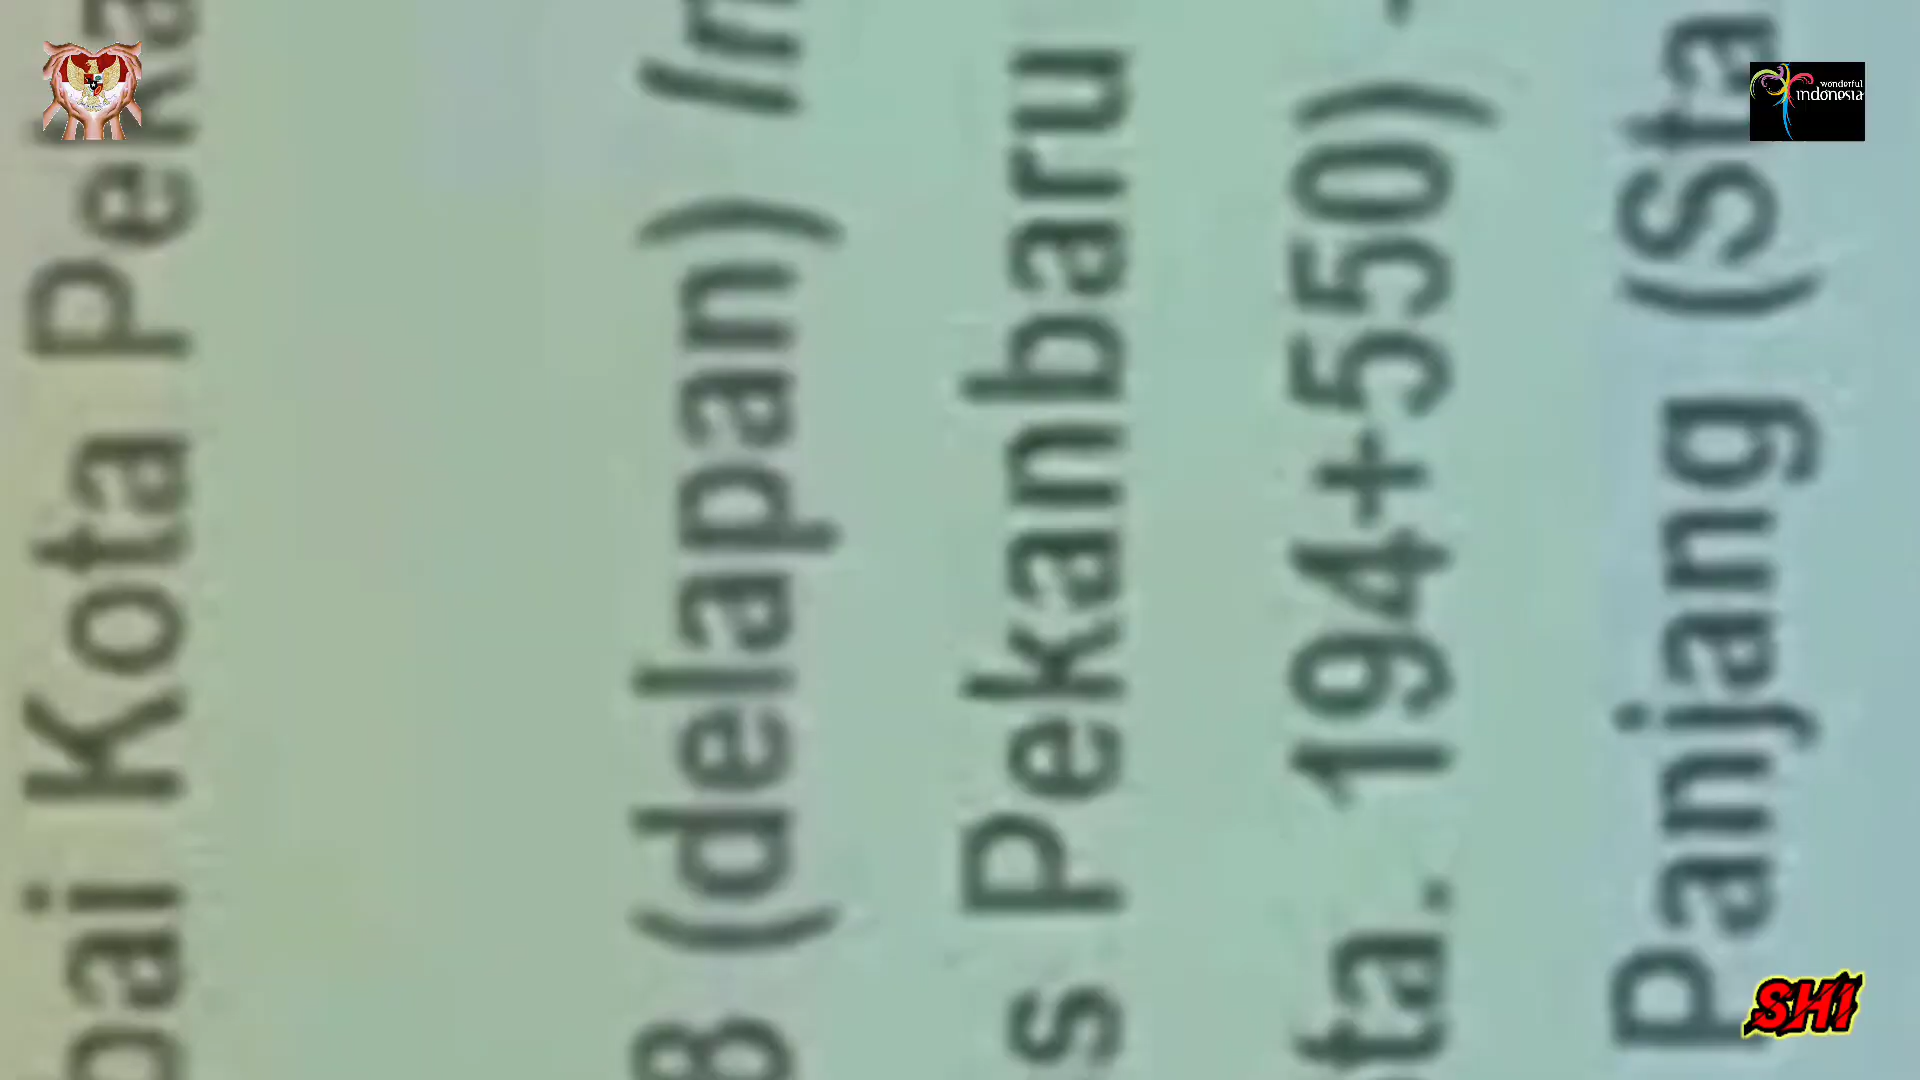 pai Kota Peka
8 (delapan) /m
s Pekanbaru
ta. 194+550) -
Panjang (Sta
wonderful
indonesia
SHI